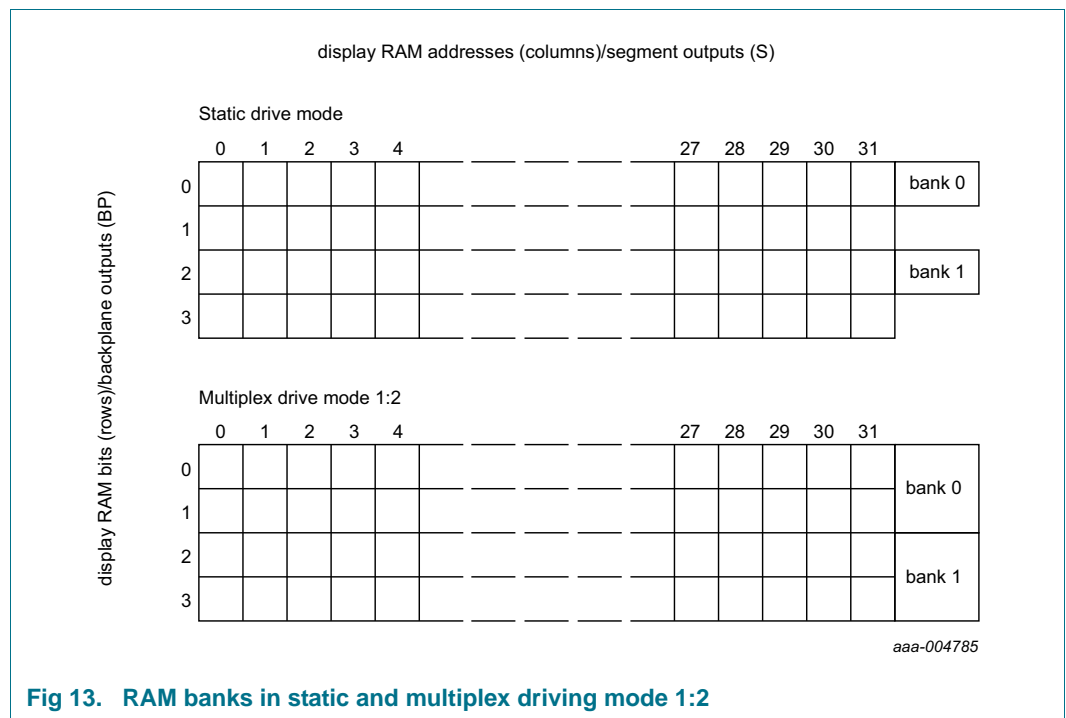 display RAM addresses (columns)/segment outputs (S)
Static drive mode
0 1 2 3 4 27 28 29 30 31
0 bank 0
1
2 bank 1
3
display RAM bits (rows)/backplane outputs (BP)
Multiplex drive mode 1:2
0 1 2 3 4 27 28 29 30 31
0
bank 0
1
2
bank 1
3
aaa-004785
Fig 13. RAM banks in static and multiplex driving mode 1:2